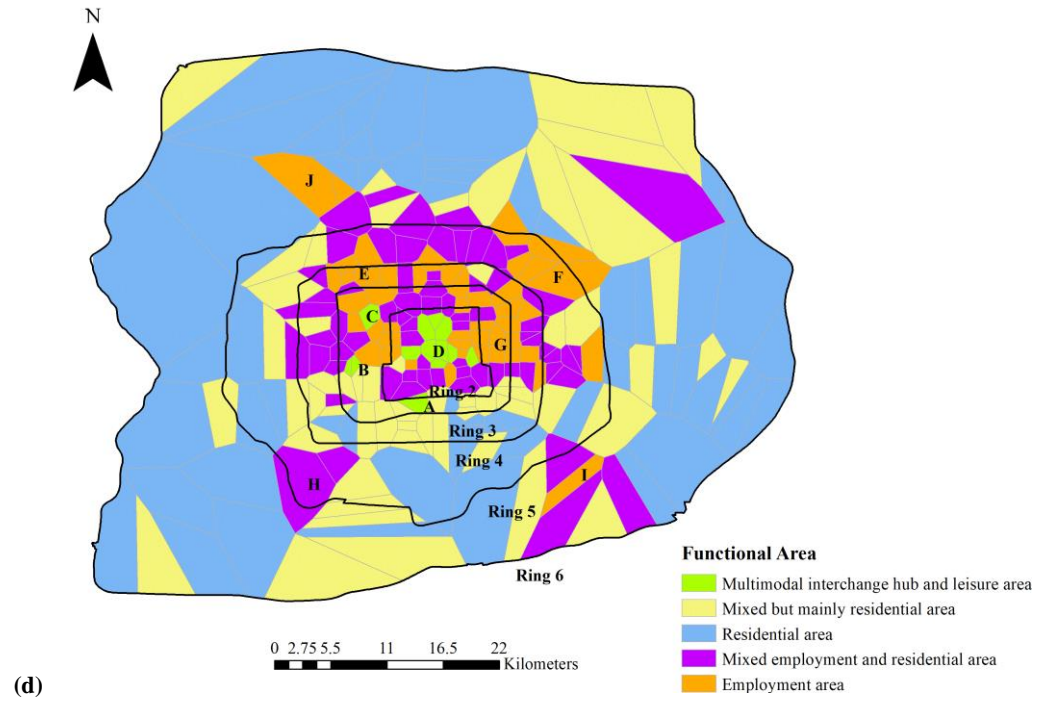 N
J
E
F
C
D
G
B
Ring 2
A
Ring 3
Ring 4
H
I
Ring 5
Ring 6
Functional Area
Multimodal interchange hub and leisure area
Mixed but mainly residential area
Residential area
Mixed employment and residential area
Employment area
0 2.75 5.5 11 16.5 22
Kilometers
(d)